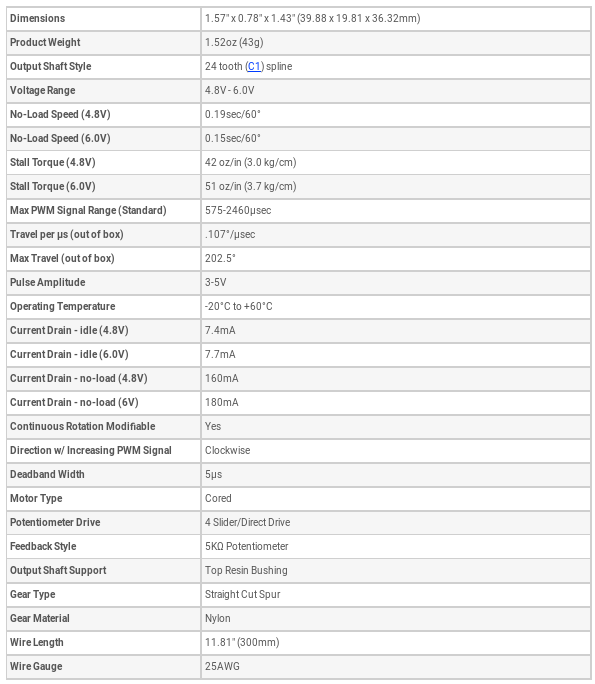 Dimensions 1.57" x 0.78" x 1.43" (39.88 x 19.81 x 36.32mm)
Product Weight 1.52oz (43g)
Output Shaft Style 24 tooth (C1) spline
Voltage Range 4.8V - 6.0V
No-Load Speed (4.8V) 0.19sec/60°
No-Load Speed (6.0V) 0.15sec/60°
Stall Torque (4.8V) 42 oz/in (3.0 kg/cm)
Stall Torque (6.0V) 51 oz/in (3.7 kg/cm)
Max PWM Signal Range (Standard) 575-2460μsec
Travel per μs (out of box) .107°/μsec
Max Travel (out of box) 202.5°
Pulse Amplitude 3-5V
Operating Temperature -20°C to +60°C
Current Drain - idle (4.8V) 7.4mA
Current Drain - idle (6.0V) 7.7mA
Current Drain - no-load (4.8V) 160mA
Current Drain - no-load (6V) 180mA
Continuous Rotation Modifiable Yes
Direction w/ Increasing PWM Signal Clockwise
Deadband Width 5μs
Motor Type Cored
Potentiometer Drive 4 Slider/Direct Drive
Feedback Style 5KΩ Potentiometer
Output Shaft Support Top Resin Bushing
Gear Type Straight Cut Spur
Gear Material Nylon
Wire Length 11.81" (300mm)
Wire Gauge 25AWG